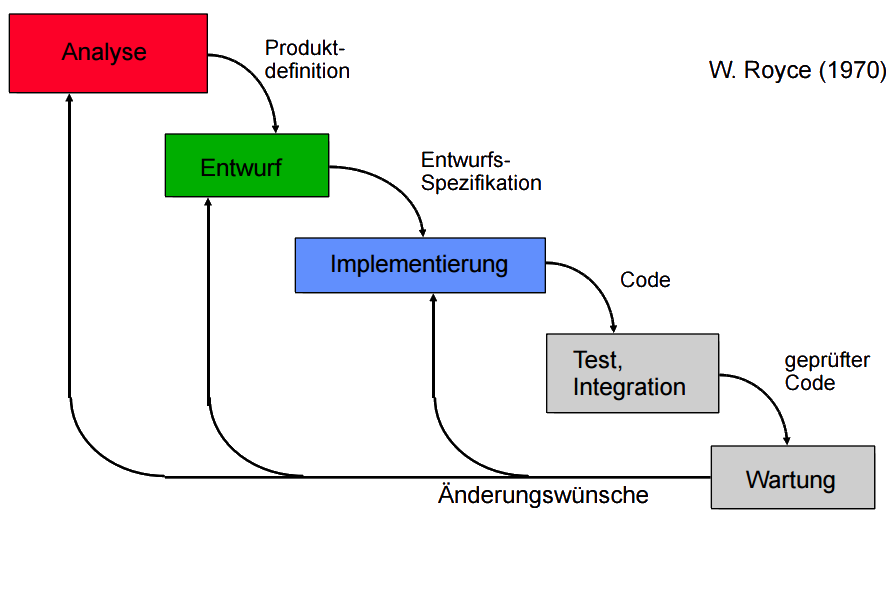 Analyse
Produkt-
definition
W. Royce (1970)
Entwurf
Entwurfs-
Spezifikation
Implementierung
Code
Test,
Integration
geprüfter
Code
Wartung
Änderungswünsche